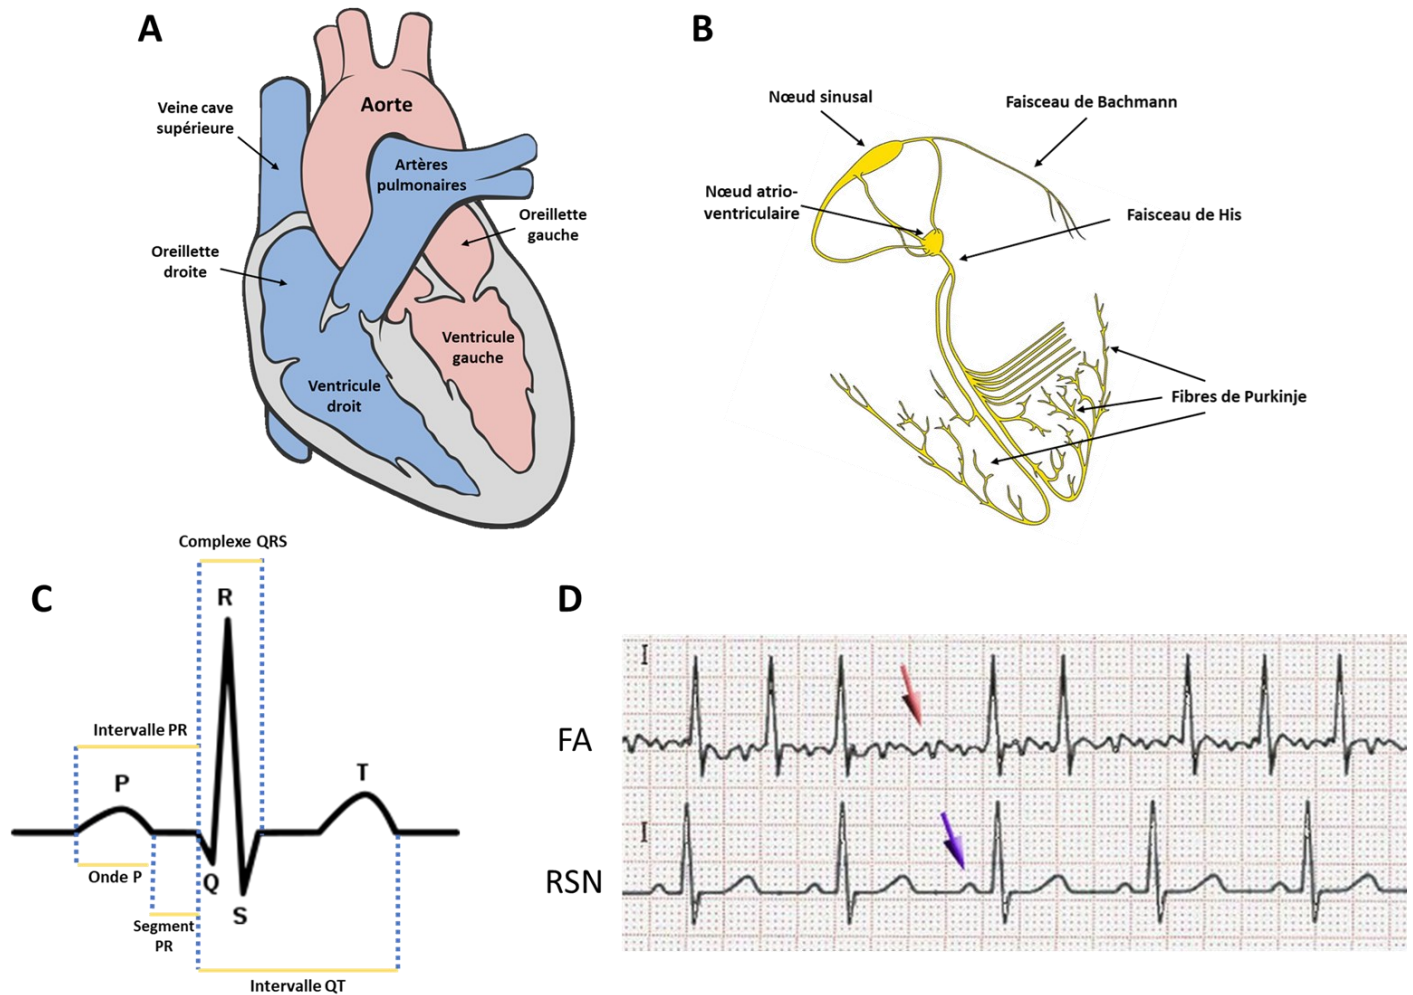 A
Veine cave
supérieure
Aorte
Artères
pulmonaires
Oreillette
gauche
Oreillette
droite
Ventricule
gauche
Ventricule
droit
B
Nœud sinusal
Faisceau de Bachmann
Nœud atrio-
ventriculaire
Faisceau de His
Fibres de Purkinje
C
Complexe QRS
R
Intervalle PR
P
T
Onde P
Q
S
Segment
PR
Intervalle QT
D
I
FA
I
RSN